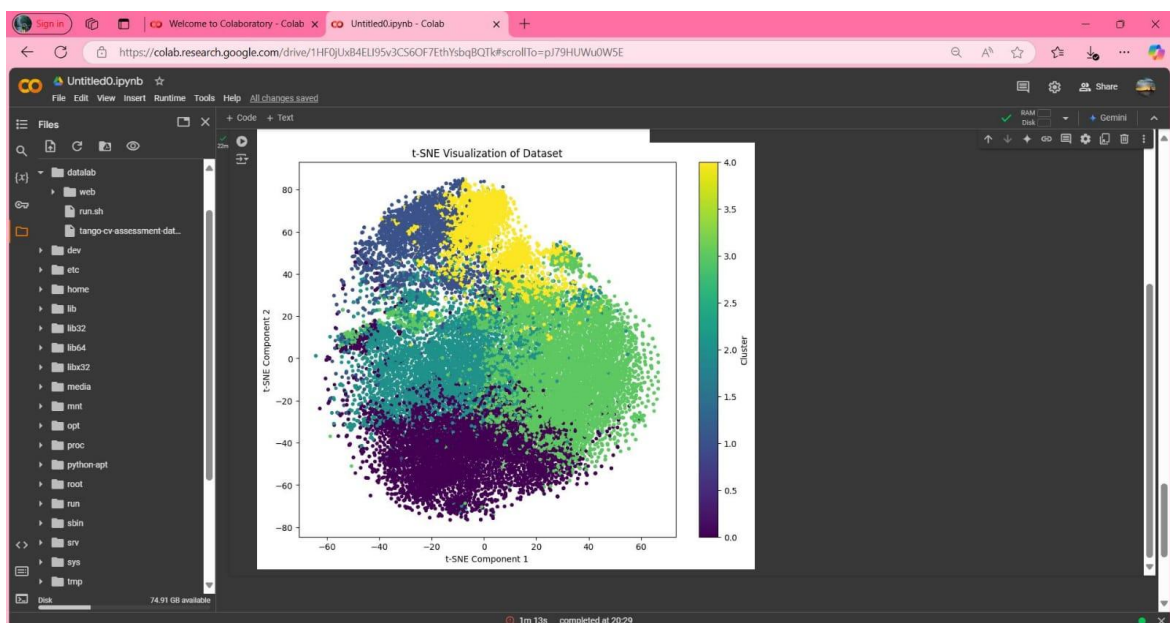 Sign in
Welcome to Colaboratory - Colab
Untitled0.ipynb - Colab
https://colab.research.google.com/drive/1HF0jUxB4ELI95v3CS6OF7EthYsbqBQTk#scrollTo=pJ79HUWu0W5E
Untitled0.ipynb
File Edit View Insert Runtime Tools Help All changes saved
Share
Files
+ Code + Text
RAM
Disk
Gemini
22m
{x}
datalab
web
run.sh
tango-cv-assessment-dat...
dev
etc
home
lib
lib32
lib64
libx32
media
mnt
opt
proc
python-apt
root
run
sbin
srv
sys
tmp
Disk 74.91 GB available
t-SNE Visualization of Dataset
80
60
40
20
0
−20
−40
−60
−80
t-SNE Component 2
−60 −40 −20 0 20 40 60
t-SNE Component 1
4.0
3.5
3.0
2.5
2.0
1.5
1.0
0.5
0.0
Cluster
1m 13s completed at 20:29